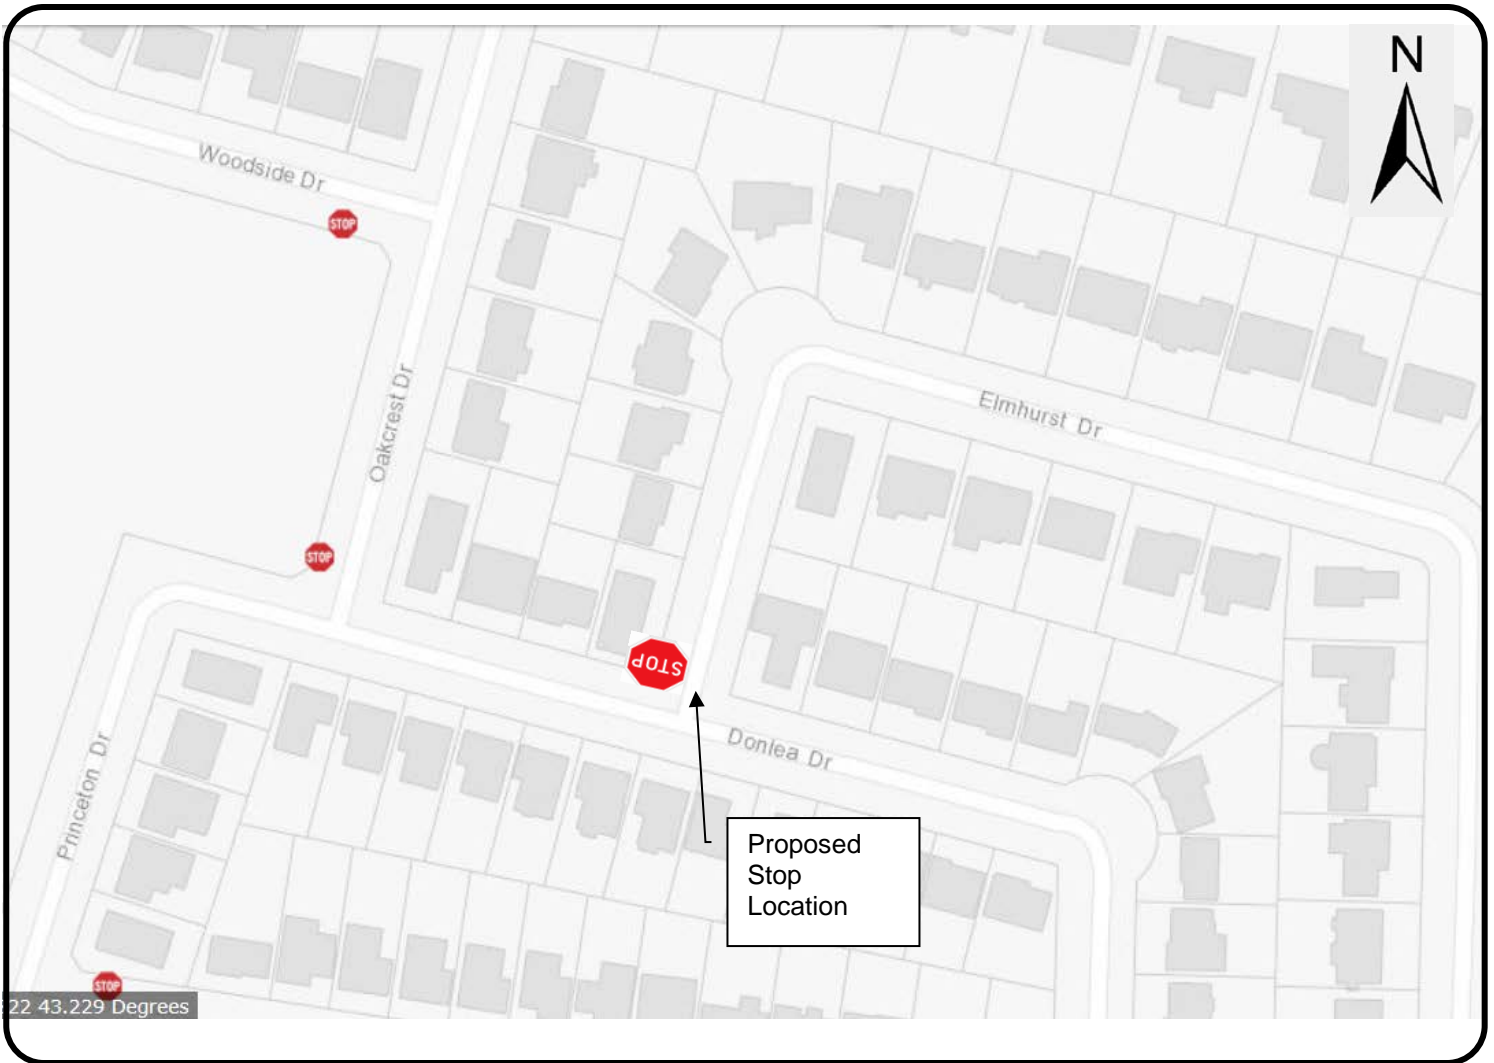 N
Woodside Dr
STOP
Oakcrest Dr
Elmhurst Dr
STOP
STOP
Donlea Dr
Princeton Dr
Proposed
Stop
Location
STOP
22 43.229 Degrees